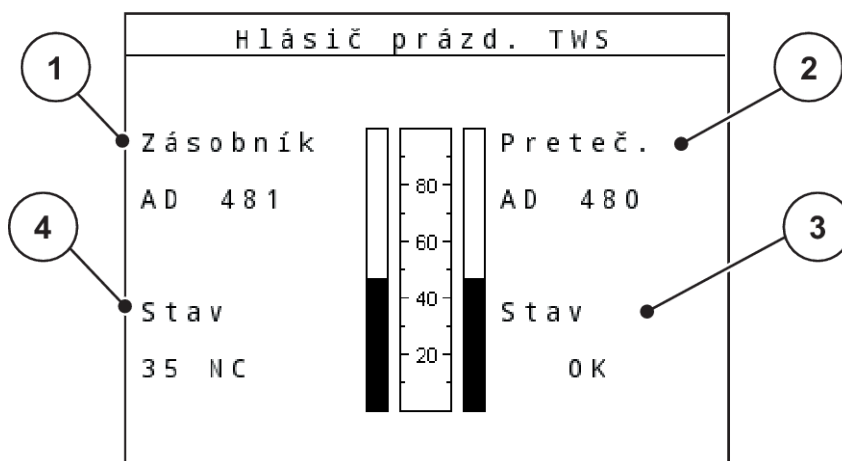 Hlásič prázd. TWS
1
2
Zásobník
Preteč.
AD 481
80
AD 480
4
60
3
Stav
40
Stav
35 NC
20
OK